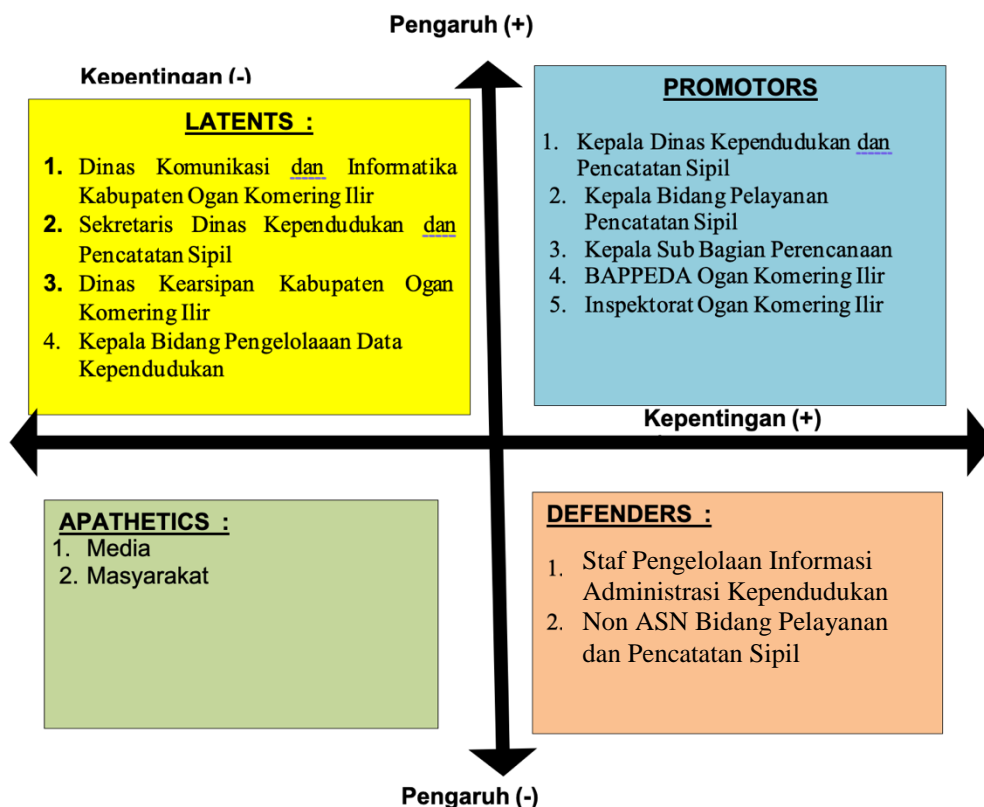 Pengaruh (+)
Kepentingan (-)
LATENTS :
1. Dinas Komunikasi dan Informatika
Kabupaten Ogan Komering Ilir
2. Sekretaris Dinas Kependudukan dan
Pencatatan Sipil
3. Dinas Kearsipan Kabupaten Ogan
Komering Ilir
4. Kepala Bidang Pengelolaaan Data
Kependudukan
PROMOTORS
1. Kepala Dinas Kependudukan dan
Pencatatan Sipil
2. Kepala Bidang Pelayanan
Pencatatan Sipil
3. Kepala Sub Bagian Perencanaan
4. BAPPEDA Ogan Komering Ilir
5. Inspektorat Ogan Komering Ilir
Kepentingan (+)
APATHETICS :
1. Media
2. Masyarakat
DEFENDERS :
1. Staf Pengelolaan Informasi
Administrasi Kependudukan
2. Non ASN Bidang Pelayanan
dan Pencatatan Sipil
Pengaruh (-)